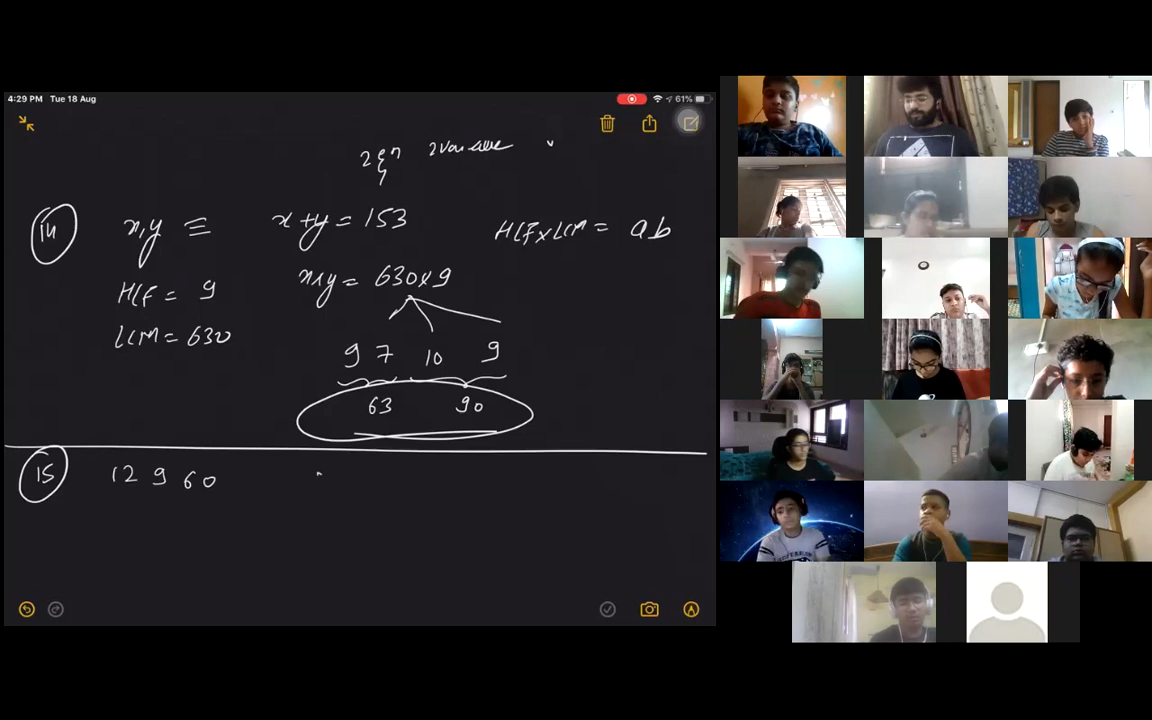 4:29 PM Tue 18 Aug
61%
2 2 variable
14 x,y ≡ x+y = 153 HCF×LCM = ab
HCF = 9 x×y = 630×9
LCM = 630
9 7 10 9
63 90
15 12 9 60